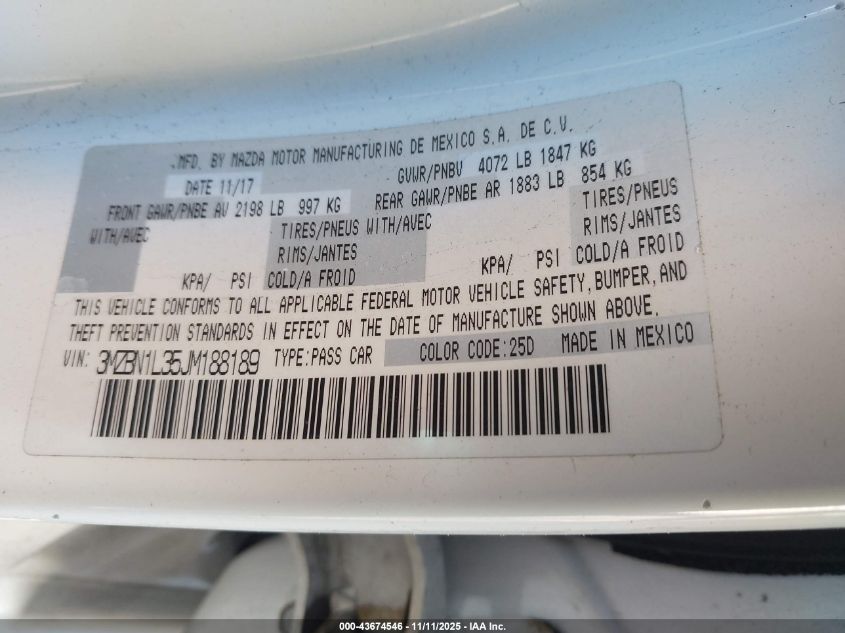 MFD. BY MAZDA MOTOR MANUFACTURING DE MEXICO S.A. DE C.V.
DATE 11/17 GVWR/PNBV 4072 LB 1847 KG
FRONT GAWR/PNBE AV 2198 LB 997 KG REAR GAWR/PNBE AR 1883 LB 854 KG
WITH/AVEC TIRES/PNEUS WITH/AVEC TIRES/PNEUS
RIMS/JANTES RIMS/JANTES
KPA/ PSI COLD/A FROID KPA/ PSI COLD/A FROID
THIS VEHICLE CONFORMS TO ALL APPLICABLE FEDERAL MOTOR VEHICLE SAFETY, BUMPER, AND
THEFT PREVENTION STANDARDS IN EFFECT ON THE DATE OF MANUFACTURE SHOWN ABOVE.
VIN: 3MZBN1L35JM188189 TYPE:PASS CAR COLOR CODE:25D MADE IN MEXICO
000-43674546 - 11/11/2025 - IAA Inc.